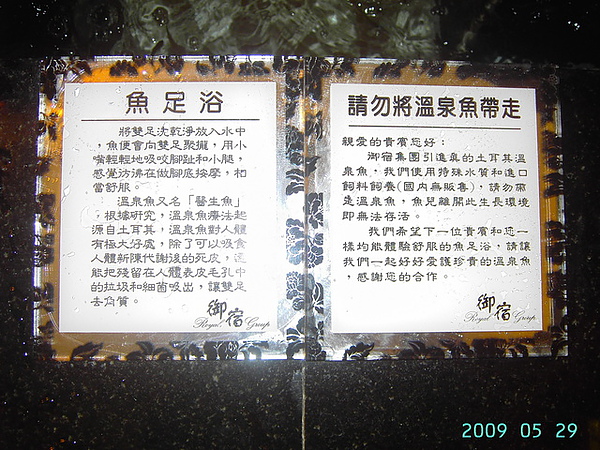 魚足浴
將雙足洗乾淨放入水中
，魚便會向雙足聚攏，用小
嘴輕輕地吸咬腳趾和小腿，
感覺彷彿在做腳底按摩，相
當舒服。
溫泉魚又名「醫生魚」
，根據研究，溫泉魚療法起
源自土耳其，溫泉魚對人體
有極大好處，除了可以吸食
人體新陳代謝後的死皮，還
能把殘留在人體表皮毛孔中
的垃圾和細菌吸出，讓雙足
去角質。
御宿
Royal Group
請勿將溫泉魚帶走
親愛的貴賓您好：
御宿集團引進真的土耳其溫
泉魚，我們使用特殊水質和進口
飼料飼養(國內無販賣)，請勿帶
走溫泉魚，魚兒離開此生長環境
即無法存活。
我們希望下一位貴賓和您一
樣均能體驗舒服的魚足浴，請讓
我們一起好好愛護珍貴的溫泉魚
，感謝您的合作。
御宿
Royal Group
2009 05 29